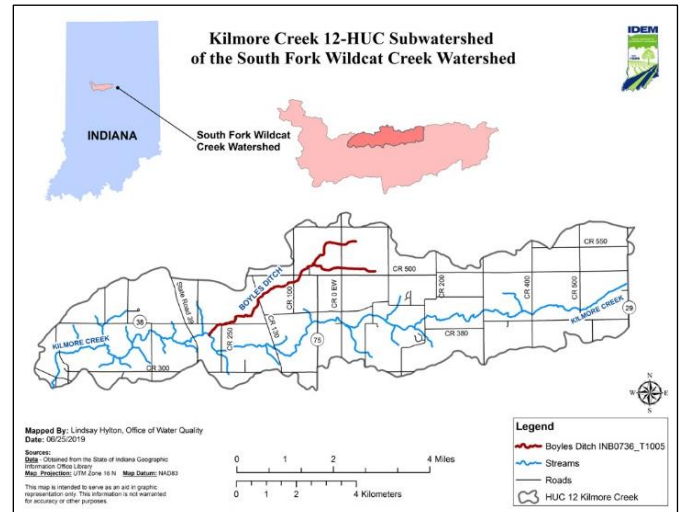 Kilmore Creek 12-HUC Subwatershed
of the South Fork Wildcat Creek Watershed
IDEM
INDIANA
South Fork Wildcat
Creek Watershed
CR 550
CR 500
BOYLES DITCH
State Road 39
CR 100
CR 0 EW
CR 200
CR 400
CR 500
38
CR 250
CR 130
75
CR 380
KILMORE CREEK
29
KILMORE CREEK
CR 300
N
W
E
S
Mapped By: Lindsay Hylton, Office of Water Quality
Date: 06/25/2019
Sources:
Data - Obtained from the State of Indiana Geographic
Information Office Library
Map Projection: UTM Zone 16 N Map Datum: NAD83
This map is intended to serve as an aid in graphic
representation only. This information is not warranted
for accuracy or other purposes.
0 1 2 4 Miles
0 1 2 4 Kilometers
Legend
Boyles Ditch INB0736_T1005
Streams
Roads
HUC 12 Kilmore Creek